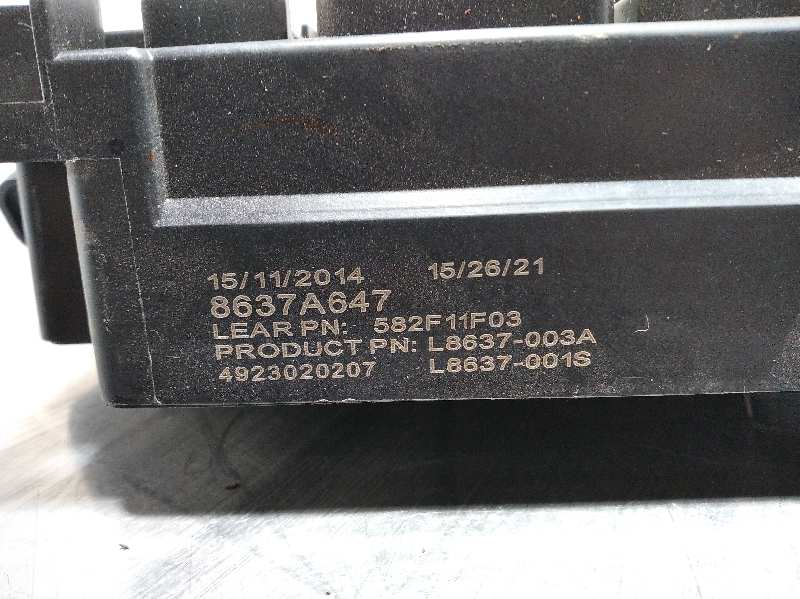 15/11/2014 15/26/21
8637A647
LEAR PN: 582F11F03
PRODUCT PN: L8637-003A
4923020207 L8637-001S